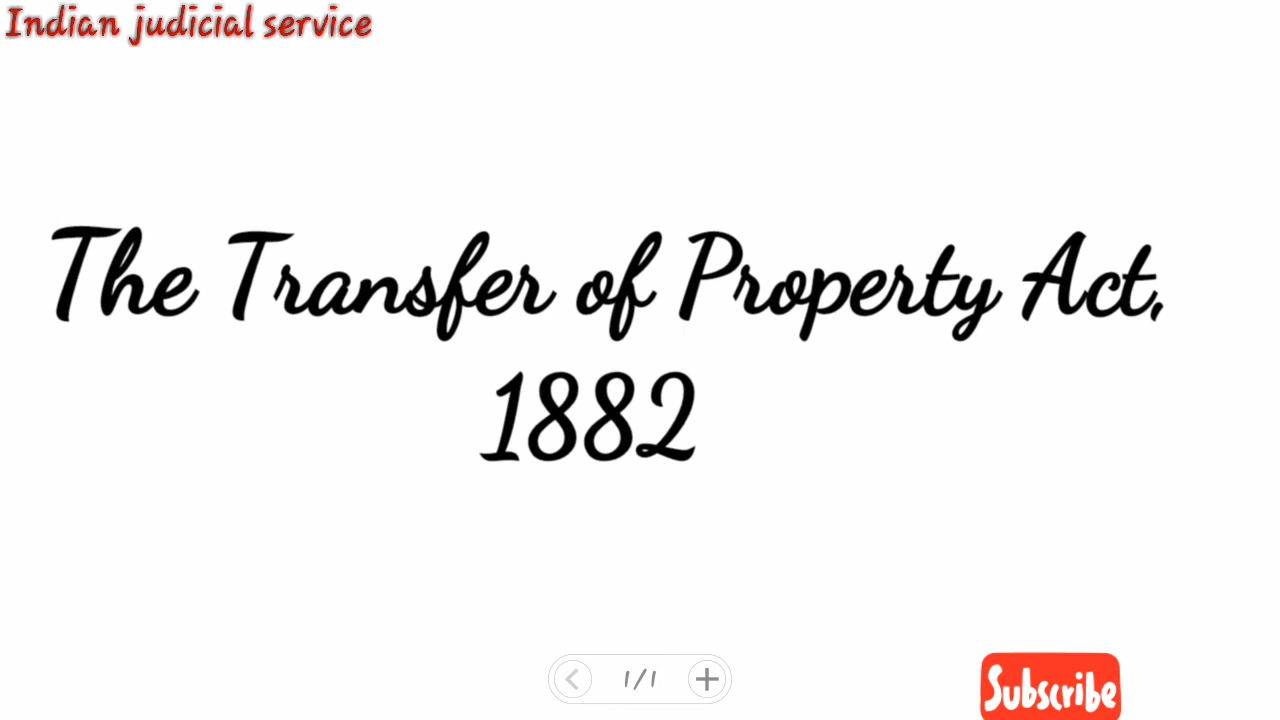 Indian judicial service
The Transfer of Property Act,
1882
1/1
Subscribe